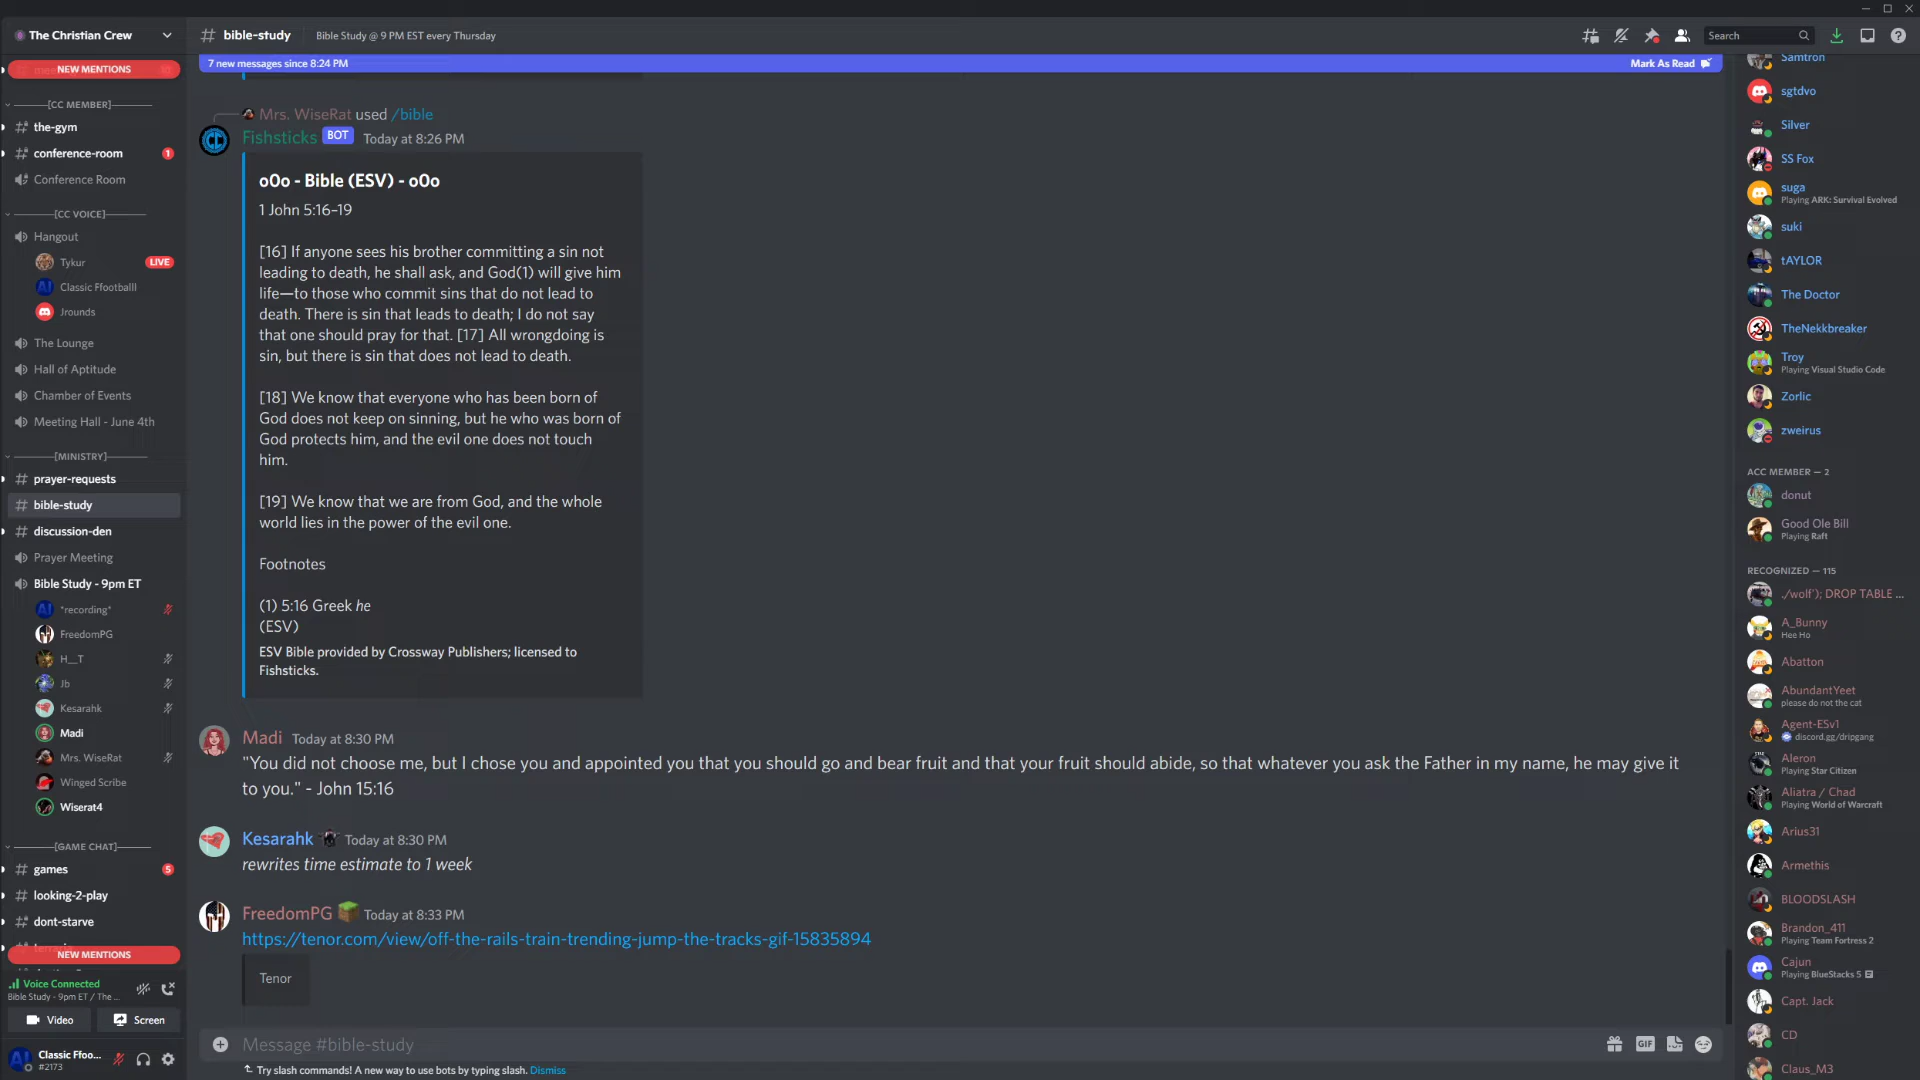 The Christian Crew
bible-study
Bible Study @ 9 PM EST every Thursday
Search
NEW MENTIONS
7 new messages since 8:24 PM
Mark As Read
———[CC MEMBER]———
the-gym
conference-room
1
Conference Room
———[CC VOICE]———
Hangout
Tykur
LIVE
Classic Ffootballl
Jrounds
The Lounge
Hall of Aptitude
Chamber of Events
Meeting Hall - June 4th
———[MINISTRY]———
prayer-requests
bible-study
discussion-den
Prayer Meeting
Bible Study - 9pm ET
*recording*
FreedomPG
H__T
Jb
Kesarahk
Madi
Mrs. WiseRat
Winged Scribe
Wiserat4
———[GAME CHAT]———
games
5
looking-2-play
dont-starve
NEW MENTIONS
Voice Connected
Bible Study - 9pm ET / The ...
Video
Screen
Classic Ffoo...
#2173
Mrs. WiseRat used /bible
Fishsticks BOT Today at 8:26 PM
oOo - Bible (ESV) - oOo
1 John 5:16–19
[16] If anyone sees his brother committing a sin not
leading to death, he shall ask, and God(1) will give him
life—to those who commit sins that do not lead to
death. There is sin that leads to death; I do not say
that one should pray for that. [17] All wrongdoing is
sin, but there is sin that does not lead to death.
[18] We know that everyone who has been born of
God does not keep on sinning, but he who was born of
God protects him, and the evil one does not touch
him.
[19] We know that we are from God, and the whole
world lies in the power of the evil one.
Footnotes
(1) 5:16 Greek he
(ESV)
ESV Bible provided by Crossway Publishers; licensed to
Fishsticks.
Madi Today at 8:30 PM
"You did not choose me, but I chose you and appointed you that you should go and bear fruit and that your fruit should abide, so that whatever you ask the Father in my name, he may give it
to you." - John 15:16
Kesarahk Today at 8:30 PM
rewrites time estimate to 1 week
FreedomPG Today at 8:33 PM
https://tenor.com/view/off-the-rails-train-trending-jump-the-tracks-gif-15835894
Tenor
Message #bible-study
GIF
Try slash commands! A new way to use bots by typing slash. Dismiss
Samtron
sgtdvo
Silver
SS Fox
suga
Playing ARK: Survival Evolved
suki
tAYLOR
The Doctor
TheNekkbreaker
Troy
Playing Visual Studio Code
Zorlic
zweirus
ACC MEMBER — 2
donut
Good Ole Bill
Playing Raft
RECOGNIZED — 115
./wolf'); DROP TABLE ...
A_Bunny
Hee Ho
Abatton
AbundantYeet
please do not the cat
Agent-ESv1
discord.gg/dripgang
Aleron
Playing Star Citizen
Aliatra / Chad
Playing World of Warcraft
Arius31
Armethis
BLOODSLASH
Brandon_411
Playing Team Fortress 2
Cajun
Playing BlueStacks 5
Capt. Jack
CD
Claus_M3